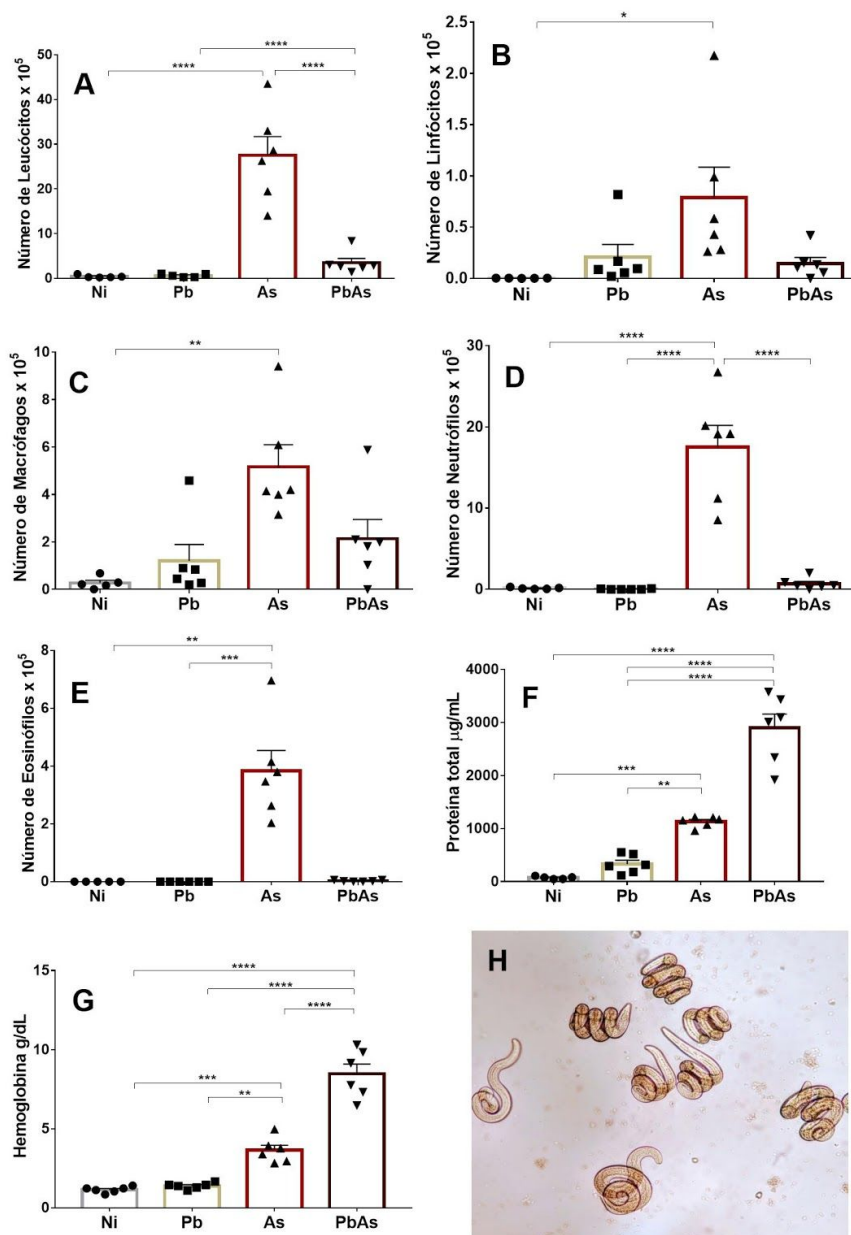 A
Número de Leucócitos x 10⁵
50
40
30
20
10
0
****
****
****
Ni Pb As PbAs
B
Número de Linfócitos x 10⁵
2.5
2.0
1.5
1.0
0.5
0.0
*
Ni Pb As PbAs
C
Número de Macrófagos x 10⁵
10
8
6
4
2
0
**
Ni Pb As PbAs
D
Número de Neutrófilos x 10⁵
30
20
10
0
****
****
****
Ni Pb As PbAs
E
Número de Eosinófilos x 10⁵
8
6
4
2
0
**
***
Ni Pb As PbAs
F
Proteína total µg/mL
4000
3000
2000
1000
0
****
****
****
***
**
Ni Pb As PbAs
G
Hemoglobina g/dL
15
10
5
0
****
****
****
***
**
Ni Pb As PbAs
H